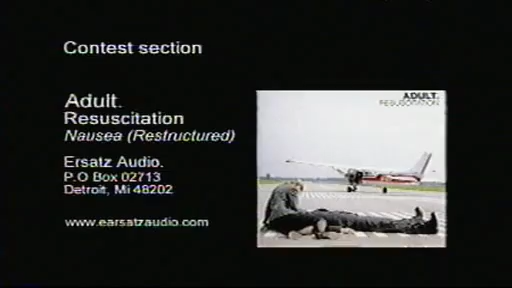 Contest section
Adult.
Resuscitation
Nausea (Restructured)
Ersatz Audio.
P.O Box 02713
Detroit, Mi 48202
www.earsatzaudio.com
ADULT.
RESUSCITATION